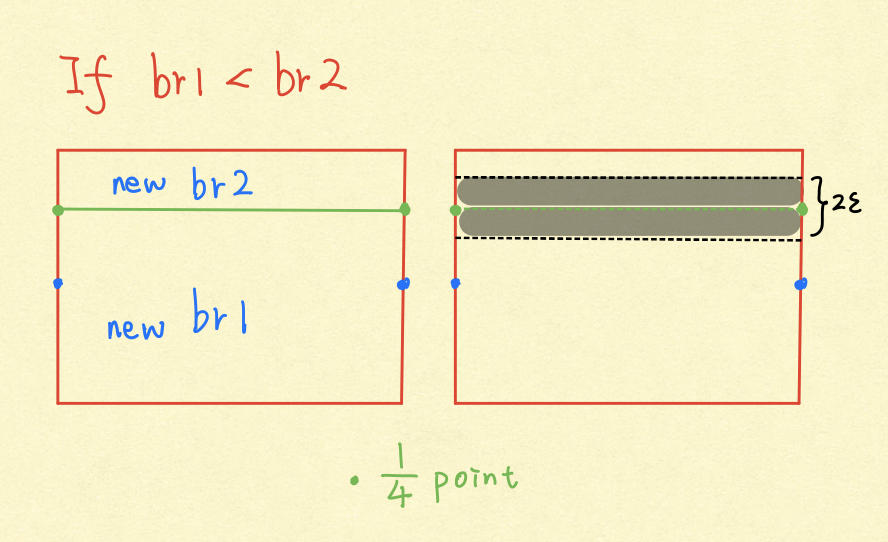 If br1 < br2
new br2
2ε
new br1
· 1/4 point